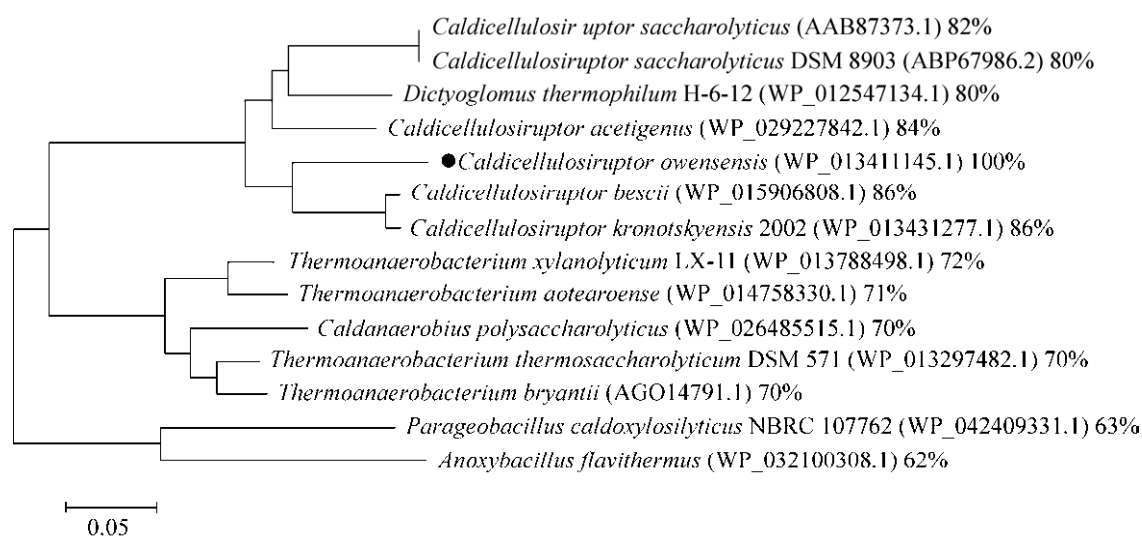 Caldicellulosir uptor saccharolyticus (AAB87373.1) 82%
Caldicellulosiruptor saccharolyticus DSM 8903 (ABP67986.2) 80%
Dictyoglomus thermophilum H-6-12 (WP_012547134.1) 80%
Caldicellulosiruptor acetigenus (WP_029227842.1) 84%
●Caldicellulosiruptor owensensis (WP_013411145.1) 100%
Caldicellulosiruptor bescii (WP_015906808.1) 86%
Caldicellulosiruptor kronotskyensis 2002 (WP_013431277.1) 86%
Thermoanaerobacterium xylanolyticum LX-11 (WP_013788498.1) 72%
Thermoanaerobacterium aotearoense (WP_014758330.1) 71%
Caldanaerobius polysaccharolyticus (WP_026485515.1) 70%
Thermoanaerobacterium thermosaccharolyticum DSM 571 (WP_013297482.1) 70%
Thermoanaerobacterium bryantii (AGO14791.1) 70%
Parageobacillus caldoxylosilyticus NBRC 107762 (WP_042409331.1) 63%
Anoxybacillus flavithermus (WP_032100308.1) 62%
0.05